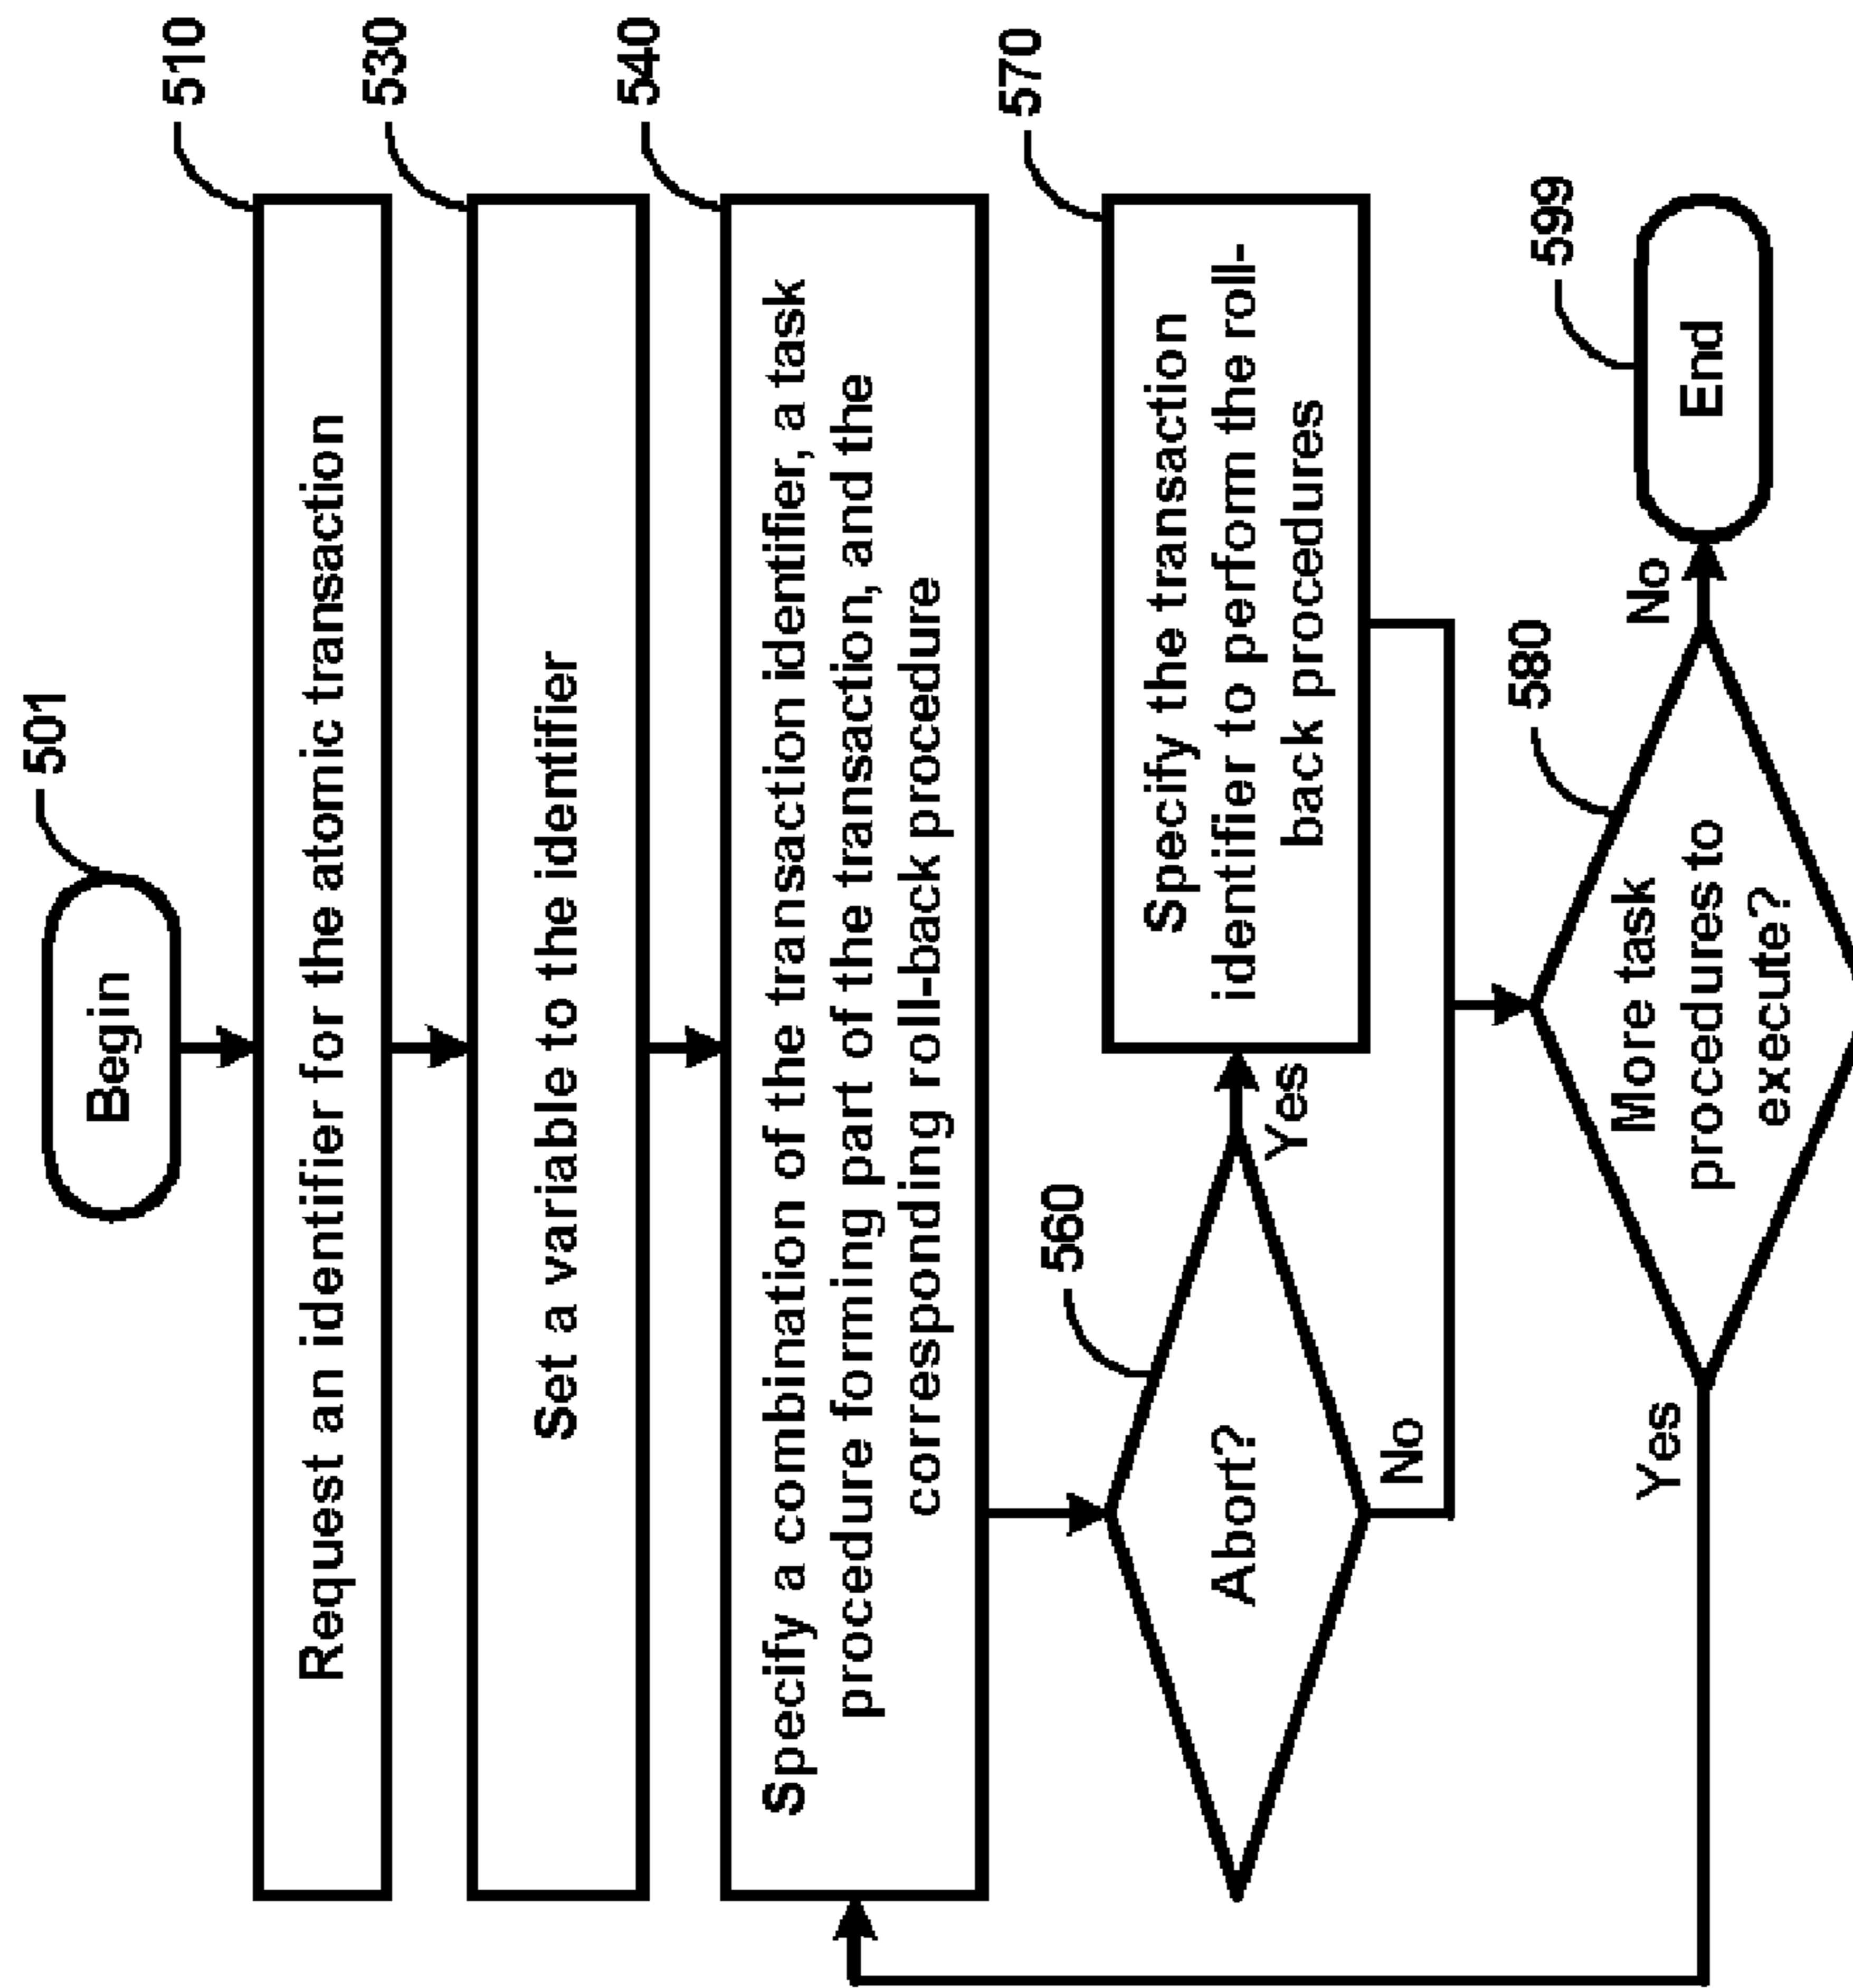 501
Begin
510
Request an identifier for the atomic transaction
530
Set a variable to the identifier
540
Specify a combination of the transaction identifier, a task
procedure forming part of the transaction, and the
corresponding roll-back procedure
560
Abort?
Yes
No
570
Specify the transaction
identifier to perform the roll-
back procedures
580
More task
procedures to
execute?
Yes
No
599
End